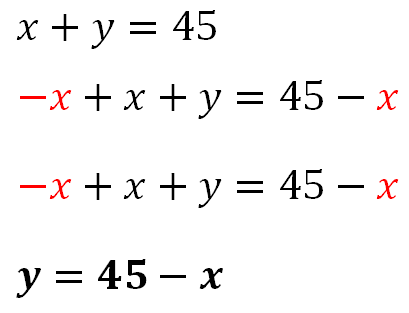 x + y = 45
−x + x + y = 45 − x
−x + x + y = 45 − x
y = 45 − x